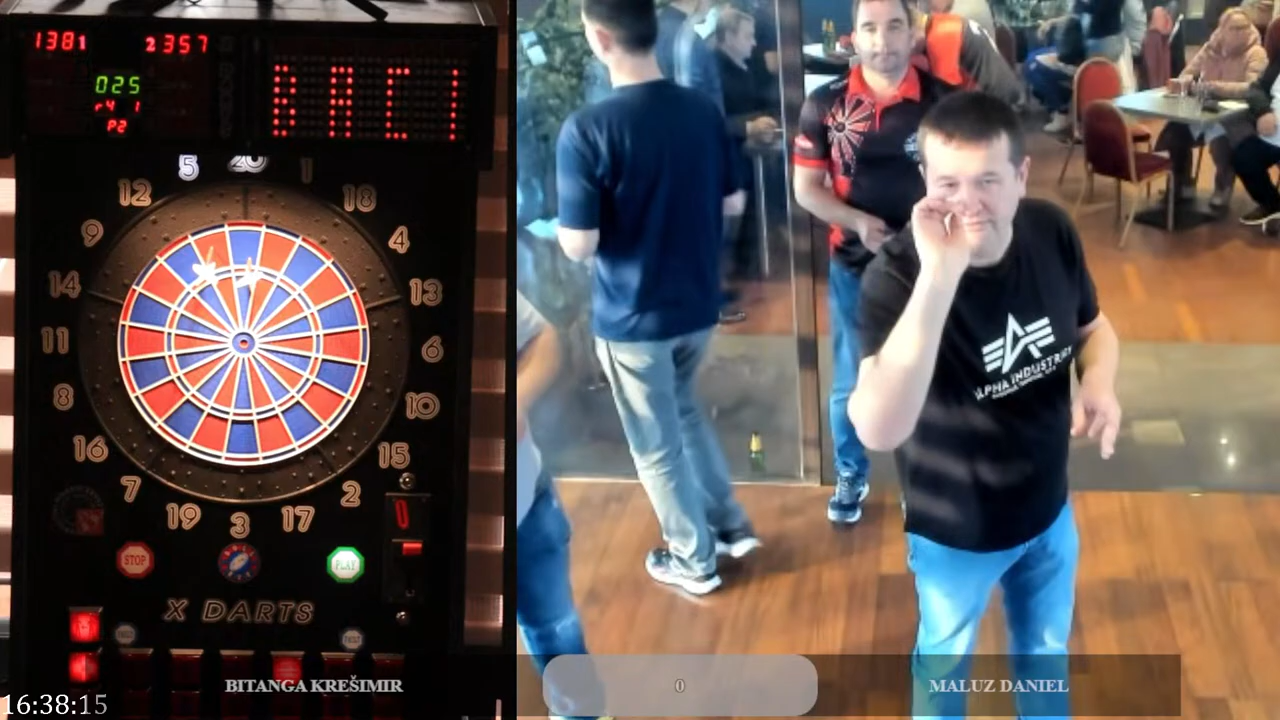 1381 2357
025
r4 1
P2
BACI
5 20 1
12 18
9 4
14 13
11 6
8 10
16 15
7 2
19 3 17
0
STOP
PLAY
X DARTS
ALPHA INDUSTRIES
BITANGA KREŠIMIR 0 MALUZ DANIEL
16:38:15